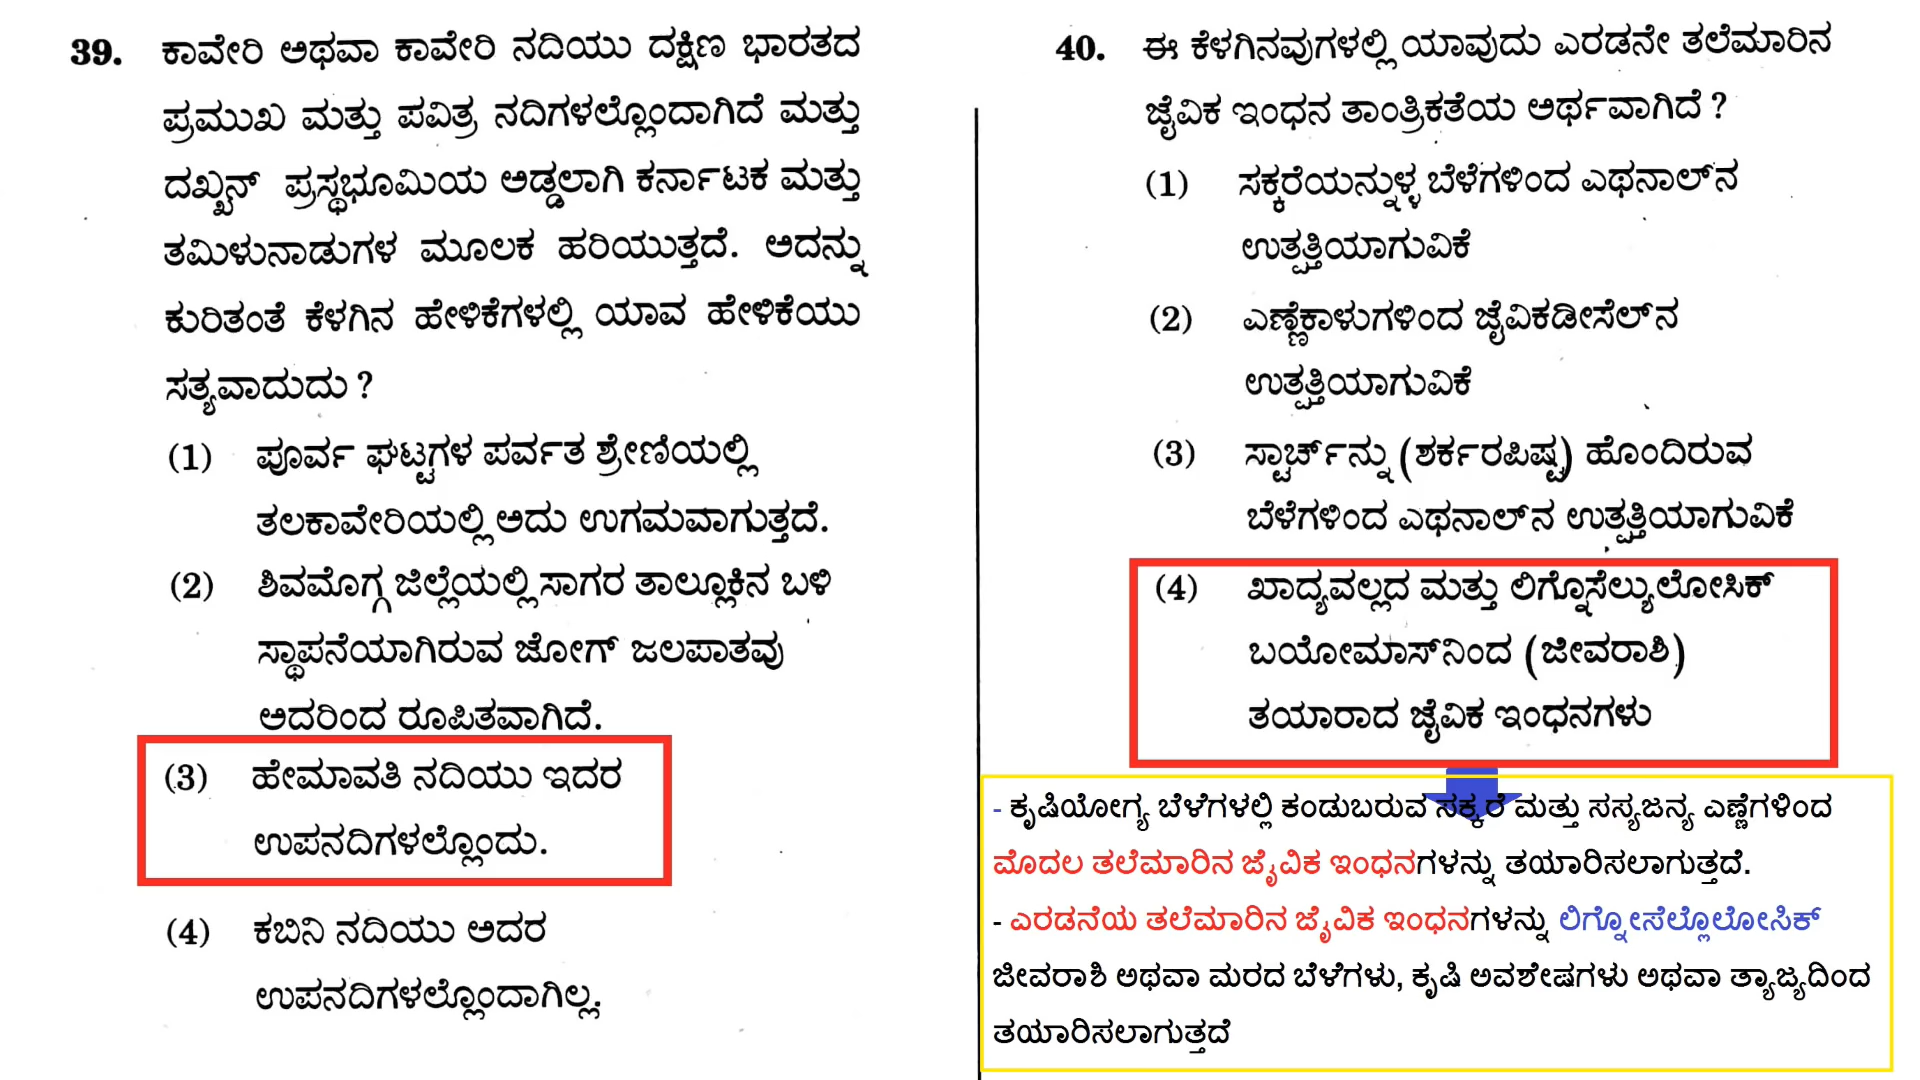 39. ಕಾವೇರಿ ಅಥವಾ ಕಾವೇರಿ ನದಿಯು ದಕ್ಷಿಣ ಭಾರತದ
ಪ್ರಮುಖ ಮತ್ತು ಪವಿತ್ರ ನದಿಗಳಲ್ಲೊಂದಾಗಿದೆ ಮತ್ತು
ದಖ್ಖನ್ ಪ್ರಸ್ಥಭೂಮಿಯ ಅಡ್ಡಲಾಗಿ ಕರ್ನಾಟಕ ಮತ್ತು
ತಮಿಳುನಾಡುಗಳ ಮೂಲಕ ಹರಿಯುತ್ತದೆ. ಅದನ್ನು
ಕುರಿತಂತೆ ಕೆಳಗಿನ ಹೇಳಿಕೆಗಳಲ್ಲಿ ಯಾವ ಹೇಳಿಕೆಯು
ಸತ್ಯವಾದುದು ?
(1) ಪೂರ್ವ ಘಟ್ಟಗಳ ಪರ್ವತ ಶ್ರೇಣಿಯಲ್ಲಿ
ತಲಕಾವೇರಿಯಲ್ಲಿ ಅದು ಉಗಮವಾಗುತ್ತದೆ.
(2) ಶಿವಮೊಗ್ಗ ಜಿಲ್ಲೆಯಲ್ಲಿ ಸಾಗರ ತಾಲ್ಲೂಕಿನ ಬಳಿ
ಸ್ಥಾಪನೆಯಾಗಿರುವ ಜೋಗ್ ಜಲಪಾತವು
ಅದರಿಂದ ರೂಪಿತವಾಗಿದೆ.
(3) ಹೇಮಾವತಿ ನದಿಯು ಇದರ
ಉಪನದಿಗಳಲ್ಲೊಂದು.
(4) ಕಬಿನಿ ನದಿಯು ಅದರ
ಉಪನದಿಗಳಲ್ಲೊಂದಾಗಿಲ್ಲ.
40. ಈ ಕೆಳಗಿನವುಗಳಲ್ಲಿ ಯಾವುದು ಎರಡನೇ ತಲೆಮಾರಿನ
ಜೈವಿಕ ಇಂಧನ ತಾಂತ್ರಿಕತೆಯ ಅರ್ಥವಾಗಿದೆ ?
(1) ಸಕ್ಕರೆಯನ್ನುಳ್ಳ ಬೆಳೆಗಳಿಂದ ಎಥನಾಲ್‌ನ
ಉತ್ಪತ್ತಿಯಾಗುವಿಕೆ
(2) ಎಣ್ಣೆಕಾಳುಗಳಿಂದ ಜೈವಿಕಡೀಸೆಲ್‌ನ
ಉತ್ಪತ್ತಿಯಾಗುವಿಕೆ
(3) ಸ್ಟಾರ್ಚ್‌ನ್ನು (ಶರ್ಕರಪಿಷ್ಟ) ಹೊಂದಿರುವ
ಬೆಳೆಗಳಿಂದ ಎಥನಾಲ್‌ನ ಉತ್ಪತ್ತಿಯಾಗುವಿಕೆ
(4) ಖಾದ್ಯವಲ್ಲದ ಮತ್ತು ಲಿಗ್ನೊಸೆಲ್ಯುಲೋಸಿಕ್
ಬಯೋಮಾಸ್‌ನಿಂದ (ಜೀವರಾಶಿ)
ತಯಾರಾದ ಜೈವಿಕ ಇಂಧನಗಳು
- ಕೃಷಿಯೋಗ್ಯ ಬೆಳೆಗಳಲ್ಲಿ ಕಂಡುಬರುವ ಸಕ್ಕರೆ ಮತ್ತು ಸಸ್ಯಜನ್ಯ ಎಣ್ಣೆಗಳಿಂದ
ಮೊದಲ ತಲೆಮಾರಿನ ಜೈವಿಕ ಇಂಧನಗಳನ್ನು ತಯಾರಿಸಲಾಗುತ್ತದೆ.
- ಎರಡನೆಯ ತಲೆಮಾರಿನ ಜೈವಿಕ ಇಂಧನಗಳನ್ನು ಲಿಗ್ನೋಸೆಲ್ಲೊಲೋಸಿಕ್
ಜೀವರಾಶಿ ಅಥವಾ ಮರದ ಬೆಳೆಗಳು, ಕೃಷಿ ಅವಶೇಷಗಳು ಅಥವಾ ತ್ಯಾಜ್ಯದಿಂದ
ತಯಾರಿಸಲಾಗುತ್ತದೆ